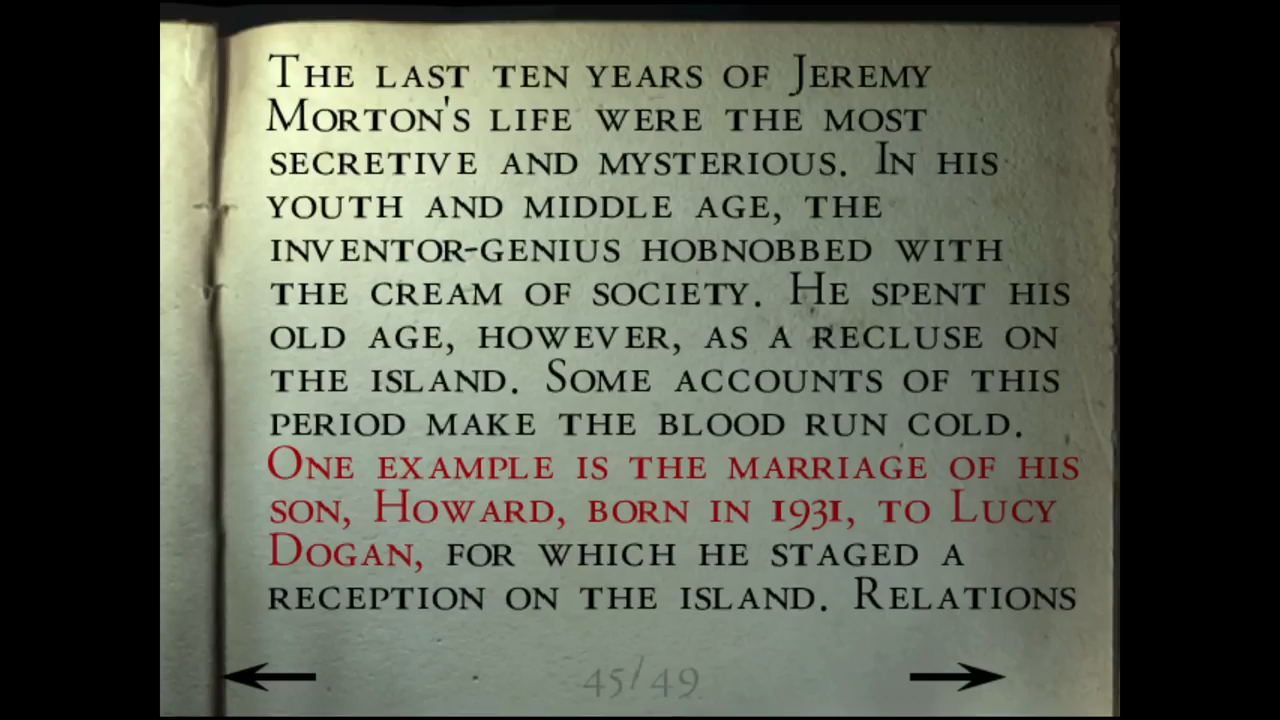 The last ten years of Jeremy
Morton's life were the most
secretive and mysterious. In his
youth and middle age, the
inventor-genius hobnobbed with
the cream of society. He spent his
old age, however, as a recluse on
the island. Some accounts of this
period make the blood run cold.
One example is the marriage of his
son, Howard, born in 1931, to Lucy
Dogan, for which he staged a
reception on the island. Relations
45/49